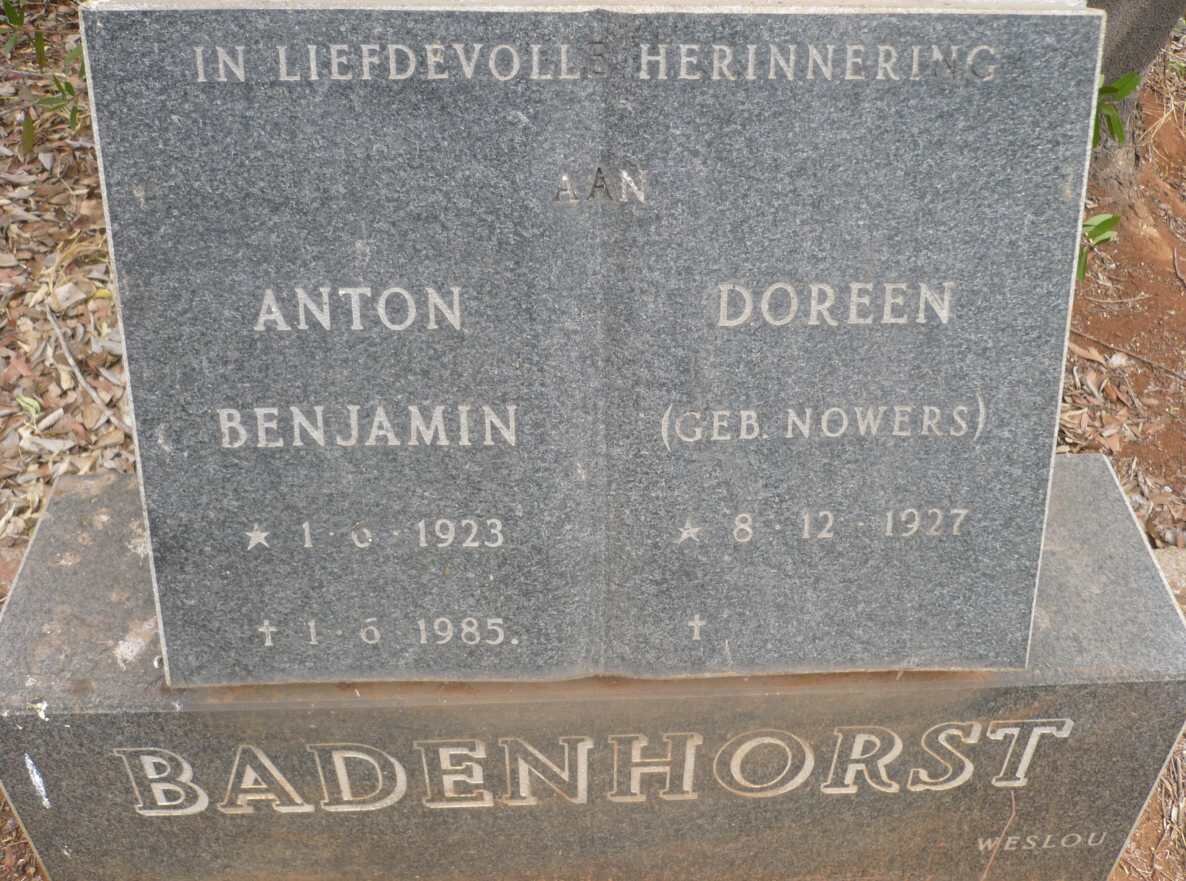 IN LIEFDEVOLLE HERINNERING
AAN
ANTON
BENJAMIN
★ 1·6·1923
† 1·6 1985.
DOREEN
(GEB. NOWERS)
★ 8·12·1927
†
BADENHORST
WESLOU